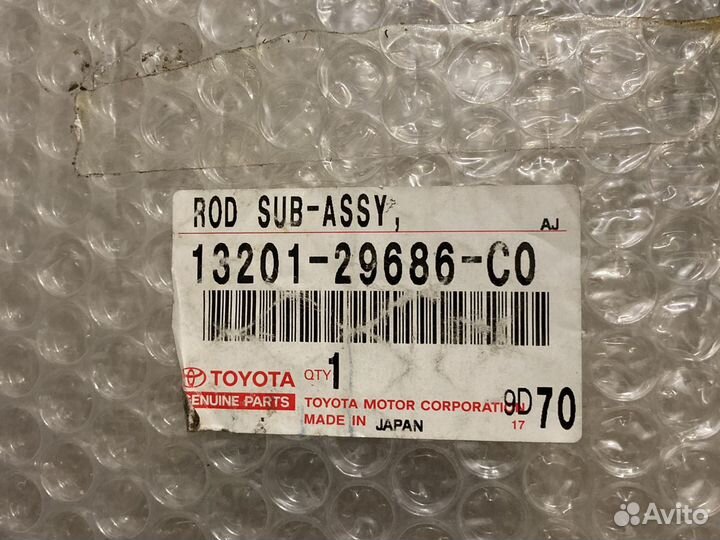 ROD SUB-ASSY,
AJ
13201-29686-C0
TOYOTA QTY 1
GENUINE PARTS TOYOTA MOTOR CORPORATION 9D 70
MADE IN JAPAN 17
Avito